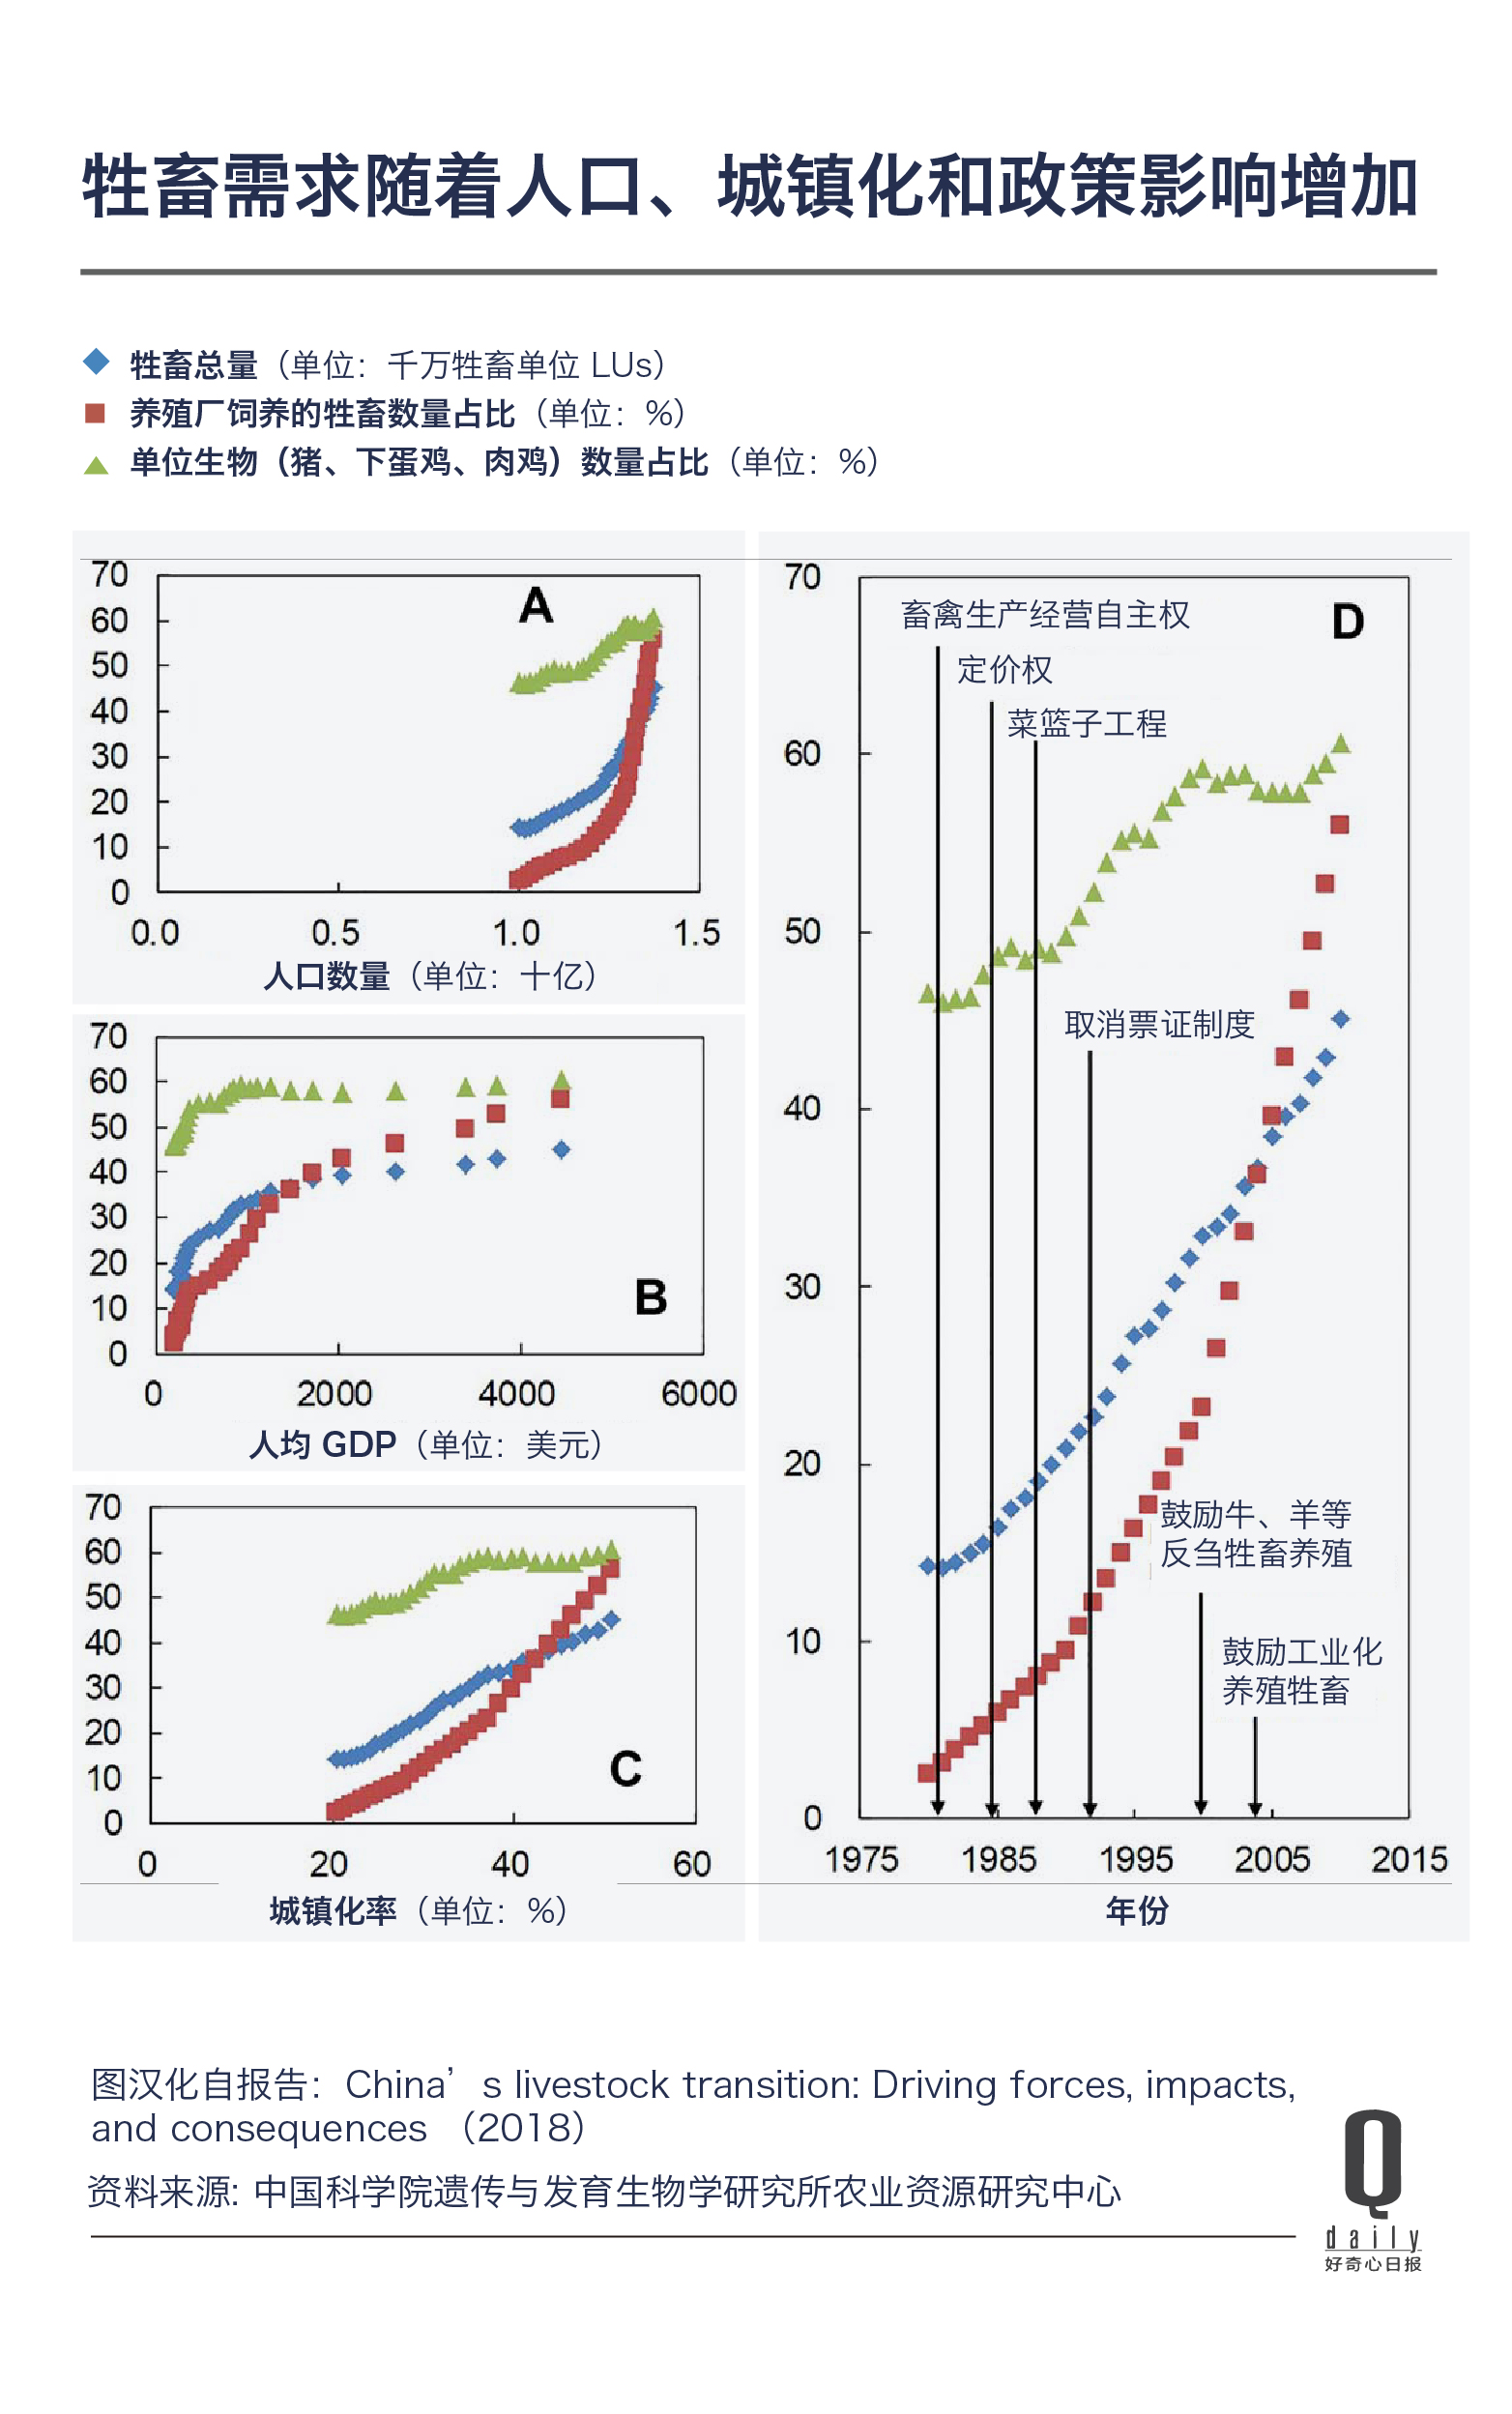 牲畜需求随着人口、城镇化和政策影响增加
牲畜总量（单位：千万牲畜单位 LUs）
养殖厂饲养的牲畜数量占比（单位：%）
单位生物（猪、下蛋鸡、肉鸡）数量占比（单位：%）
A
70
60
50
40
30
20
10
0
0.0 0.5 1.0 1.5
人口数量（单位：十亿）
70
60
50
40
30
20
10
0
B
0 2000 4000 6000
人均 GDP（单位：美元）
70
60
50
40
30
20
10
0
C
0 20 40 60
城镇化率（单位：%）
D
70
60
50
40
30
20
10
0
畜禽生产经营自主权
定价权
菜篮子工程
取消票证制度
鼓励牛、羊等
反刍牲畜养殖
鼓励工业化
养殖牲畜
1975 1985 1995 2005 2015
年份
图汉化自报告：China’s livestock transition: Driving forces, impacts,
and consequences （2018）
资料来源: 中国科学院遗传与发育生物学研究所农业资源研究中心
Q
daily
好奇心日报